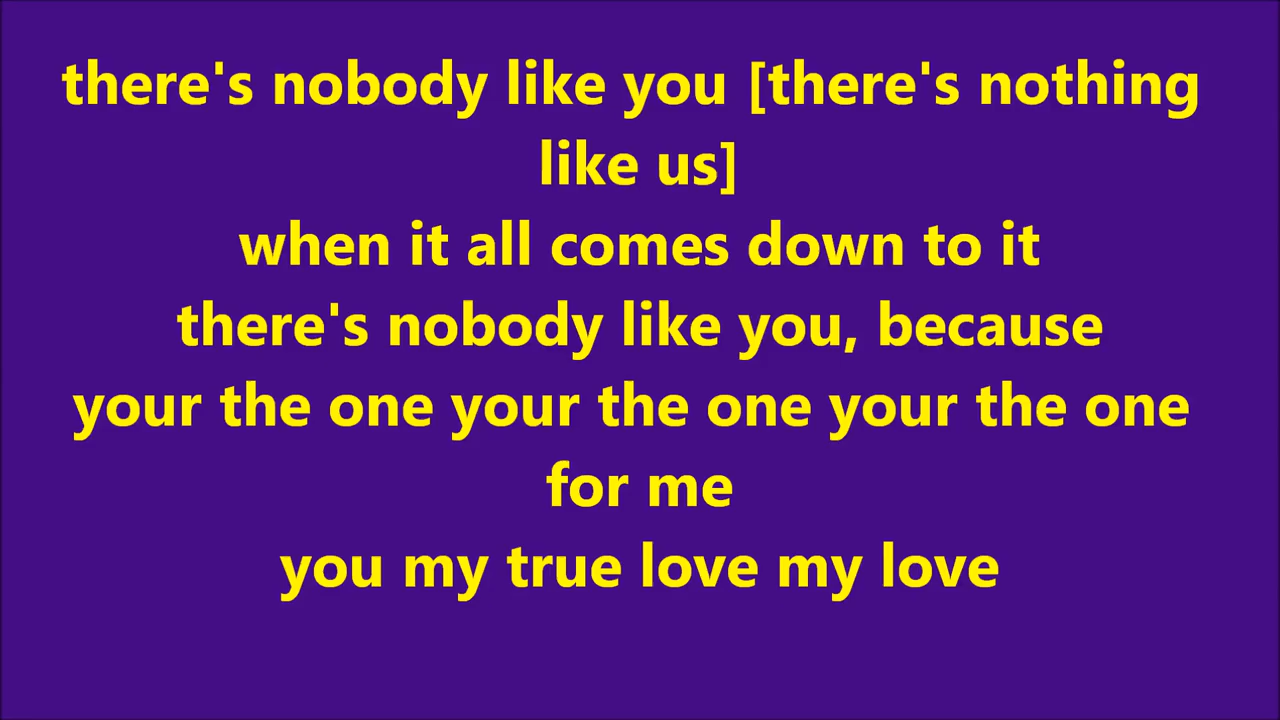 there's nobody like you [there's nothing
like us]
when it all comes down to it
there's nobody like you, because
your the one your the one your the one
for me
you my true love my love